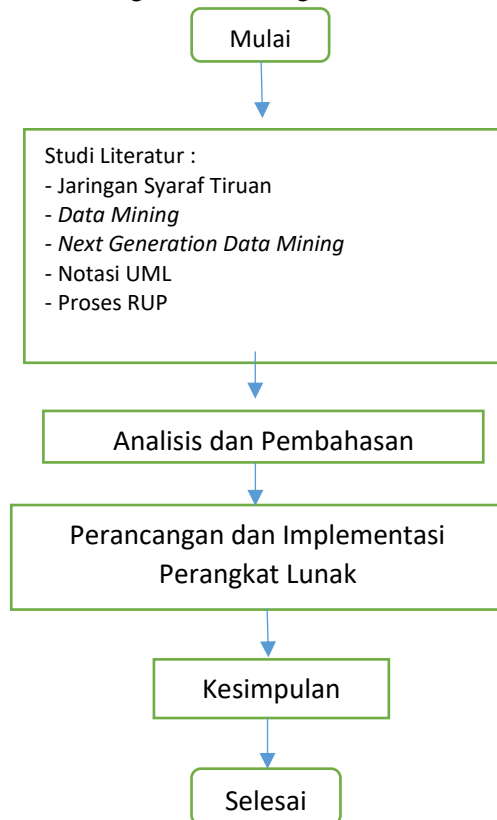 Mulai
Studi Literatur :
- Jaringan Syaraf Tiruan
- Data Mining
- Next Generation Data Mining
- Notasi UML
- Proses RUP
Analisis dan Pembahasan
Perancangan dan Implementasi
Perangkat Lunak
Kesimpulan
Selesai